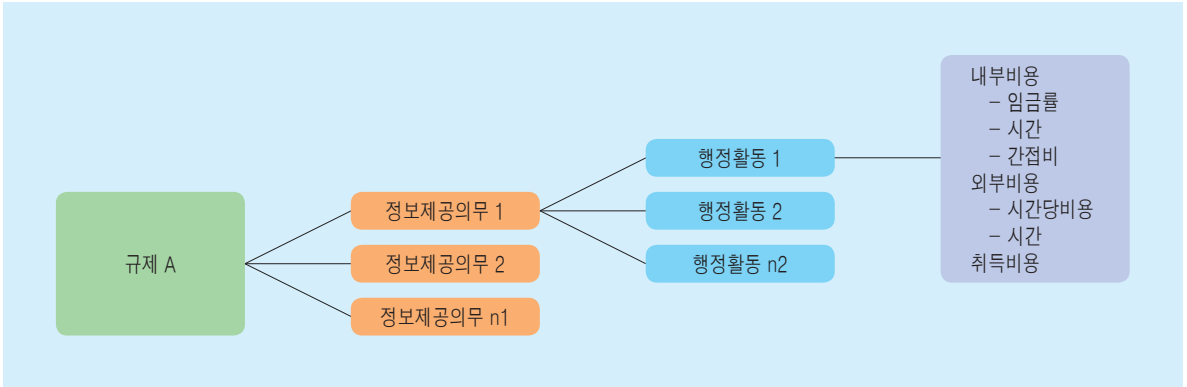 규제 A
정보제공의무 1
정보제공의무 2
정보제공의무 n1
행정활동 1
행정활동 2
행정활동 n2
내부비용
– 임금률
– 시간
– 간접비
외부비용
– 시간당비용
– 시간
취득비용